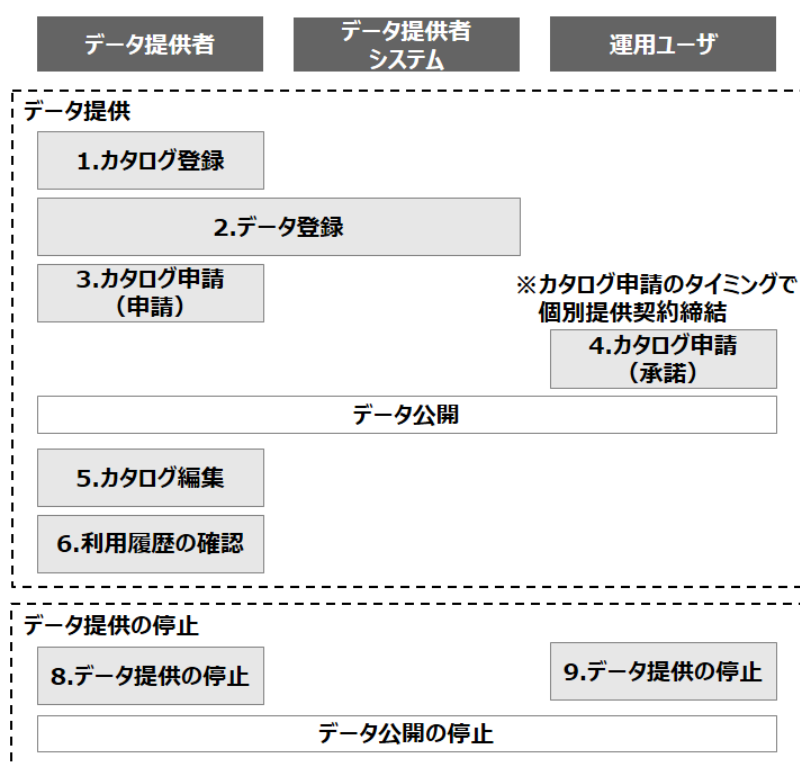 データ提供者
データ提供者
システム
運用ユーザ
データ提供
1.カタログ登録
2.データ登録
3.カタログ申請
（申請）
※カタログ申請のタイミングで
個別提供契約締結
4.カタログ申請
（承諾）
データ公開
5.カタログ編集
6.利用履歴の確認
データ提供の停止
8.データ提供の停止
9.データ提供の停止
データ公開の停止